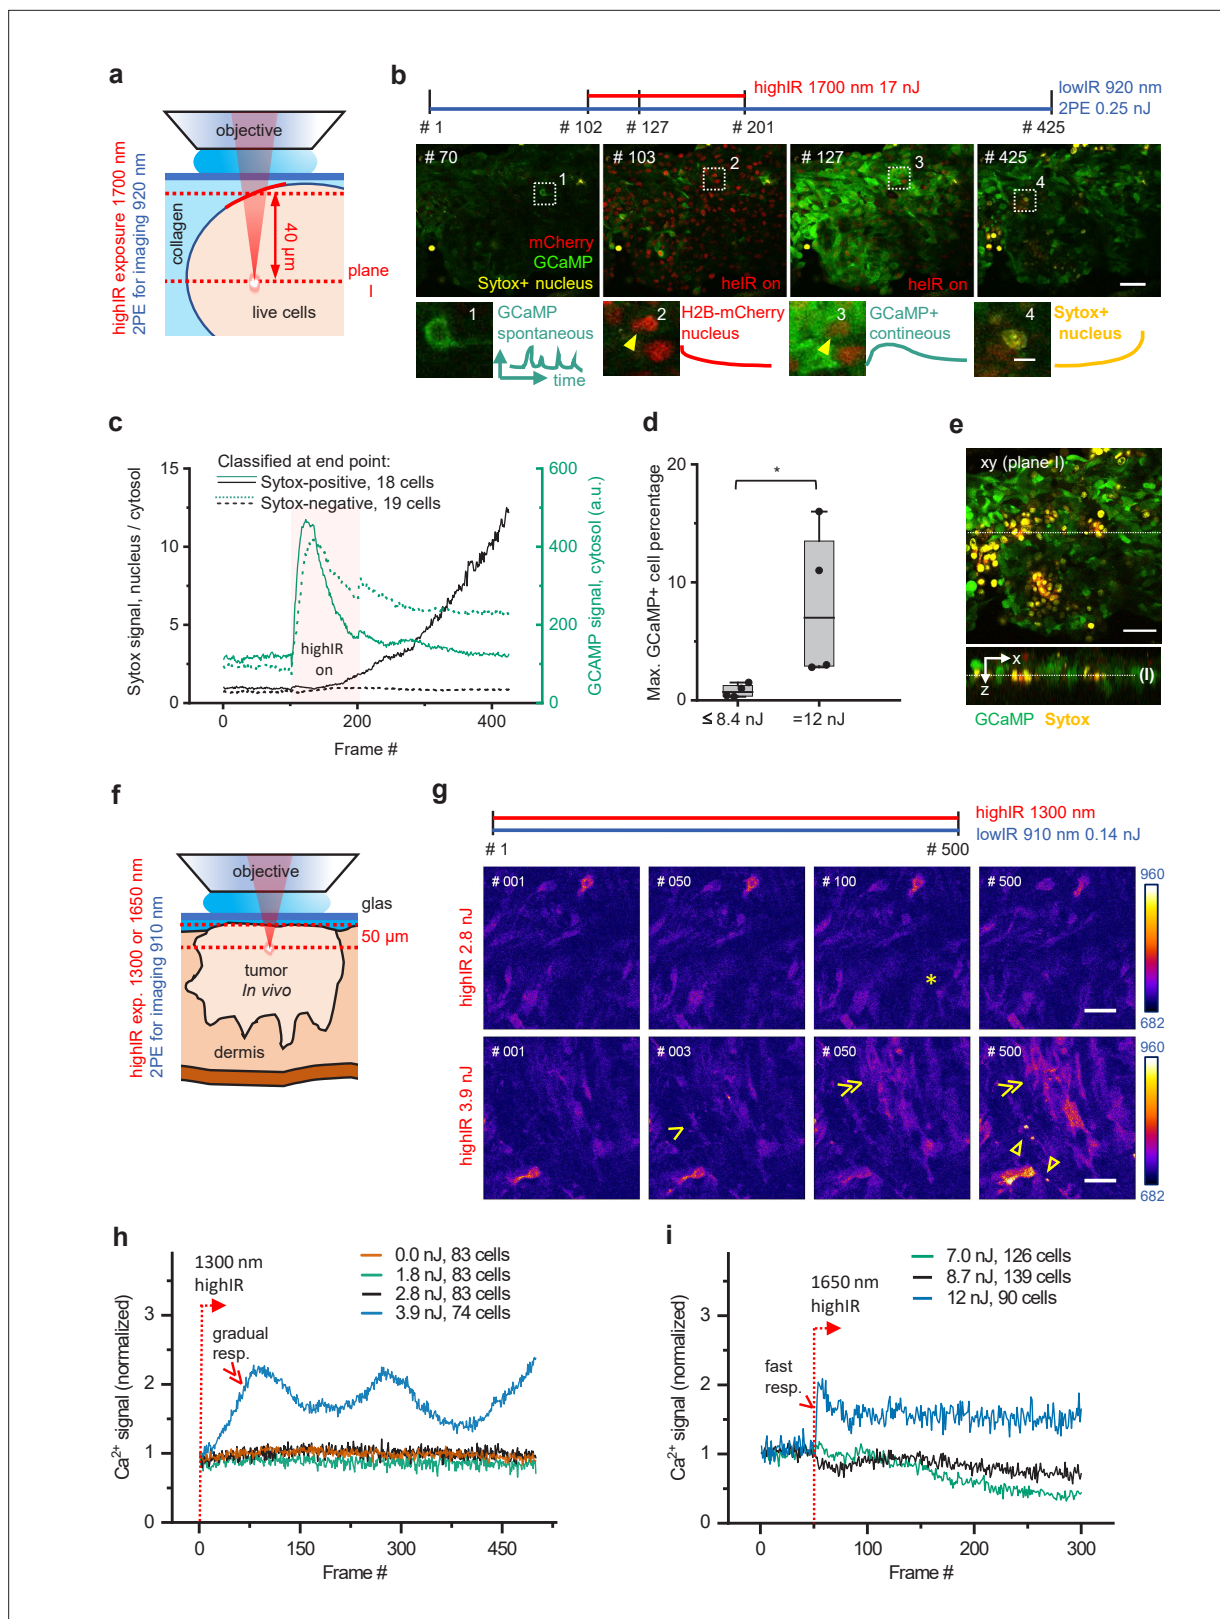 a
highIR exposure 1700 nm
2PE for imaging 920 nm
objective
collagen
40 µm
plane
I
live cells
b
highIR 1700 nm 17 nJ
lowIR 920 nm
2PE 0.25 nJ
# 1
# 102
# 127
# 201
# 425
# 70
1
mCherry
GCaMP
Sytox+ nucleus
# 103
2
heIR on
# 127
3
heIR on
# 425
4
1
GCaMP
spontaneous
time
2
H2B-mCherry
nucleus
3
GCaMP+
contineous
4
Sytox+
nucleus
c
Classified at end point:
Sytox-positive, 18 cells
Sytox-negative, 19 cells
Sytox signal, nucleus / cytosol
15
10
5
0
highIR
on
GCAMP signal, cytosol (a.u.)
600
400
200
0
0
200
400
Frame #
d
Max. GCaMP+ cell percentage
20
10
0
*
≤ 8.4 nJ
=12 nJ
e
xy (plane I)
x
z
(I)
GCaMP Sytox
f
highIR exp. 1300 or 1650 nm
2PE for imaging 910 nm
objective
glas
50 µm
tumor
In vivo
dermis
g
highIR 1300 nm
lowIR 910 nm 0.14 nJ
# 1
# 500
highIR 2.8 nJ
# 001
# 050
# 100
*
# 500
960
682
highIR 3.9 nJ
# 001
# 003
# 050
# 500
960
682
h
1300 nm
highIR
gradual
resp.
0.0 nJ, 83 cells
1.8 nJ, 83 cells
2.8 nJ, 83 cells
3.9 nJ, 74 cells
Ca²⁺ signal (normalized)
3
2
1
0
0
150
300
450
Frame #
i
7.0 nJ, 126 cells
8.7 nJ, 139 cells
12 nJ, 90 cells
1650 nm
highIR
fast
resp.
Ca²⁺ signal (normalized)
3
2
1
0
0
100
200
300
Frame #